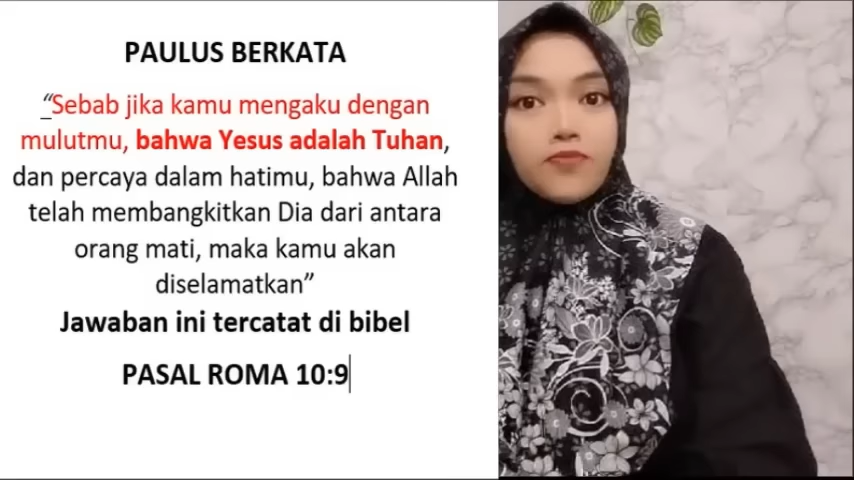 PAULUS BERKATA
“Sebab jika kamu mengaku dengan
mulutmu, bahwa Yesus adalah Tuhan,
dan percaya dalam hatimu, bahwa Allah
telah membangkitkan Dia dari antara
orang mati, maka kamu akan
diselamatkan”
Jawaban ini tercatat di bibel
PASAL ROMA 10:9